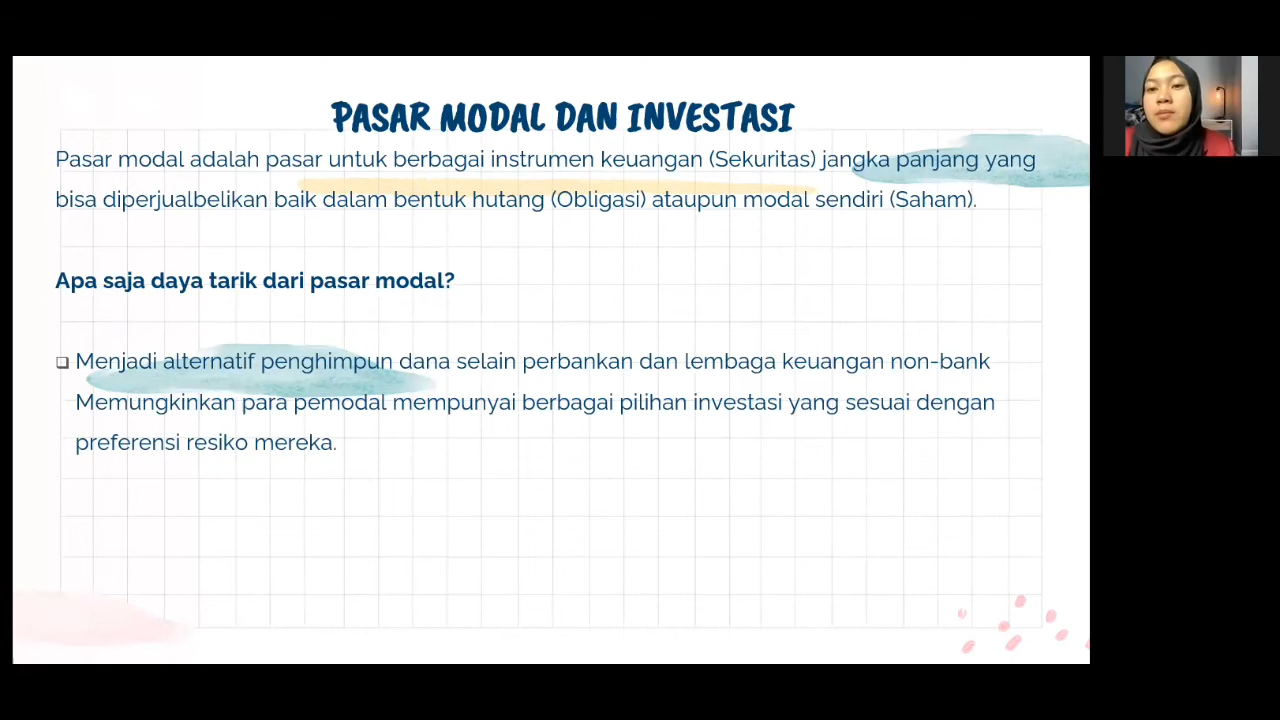 PASAR MODAL DAN INVESTASI
Pasar modal adalah pasar untuk berbagai instrumen keuangan (Sekuritas) jangka panjang yang
bisa diperjualbelikan baik dalam bentuk hutang (Obligasi) ataupun modal sendiri (Saham).
Apa saja daya tarik dari pasar modal?
❑ Menjadi alternatif penghimpun dana selain perbankan dan lembaga keuangan non-bank
Memungkinkan para pemodal mempunyai berbagai pilihan investasi yang sesuai dengan
preferensi resiko mereka.